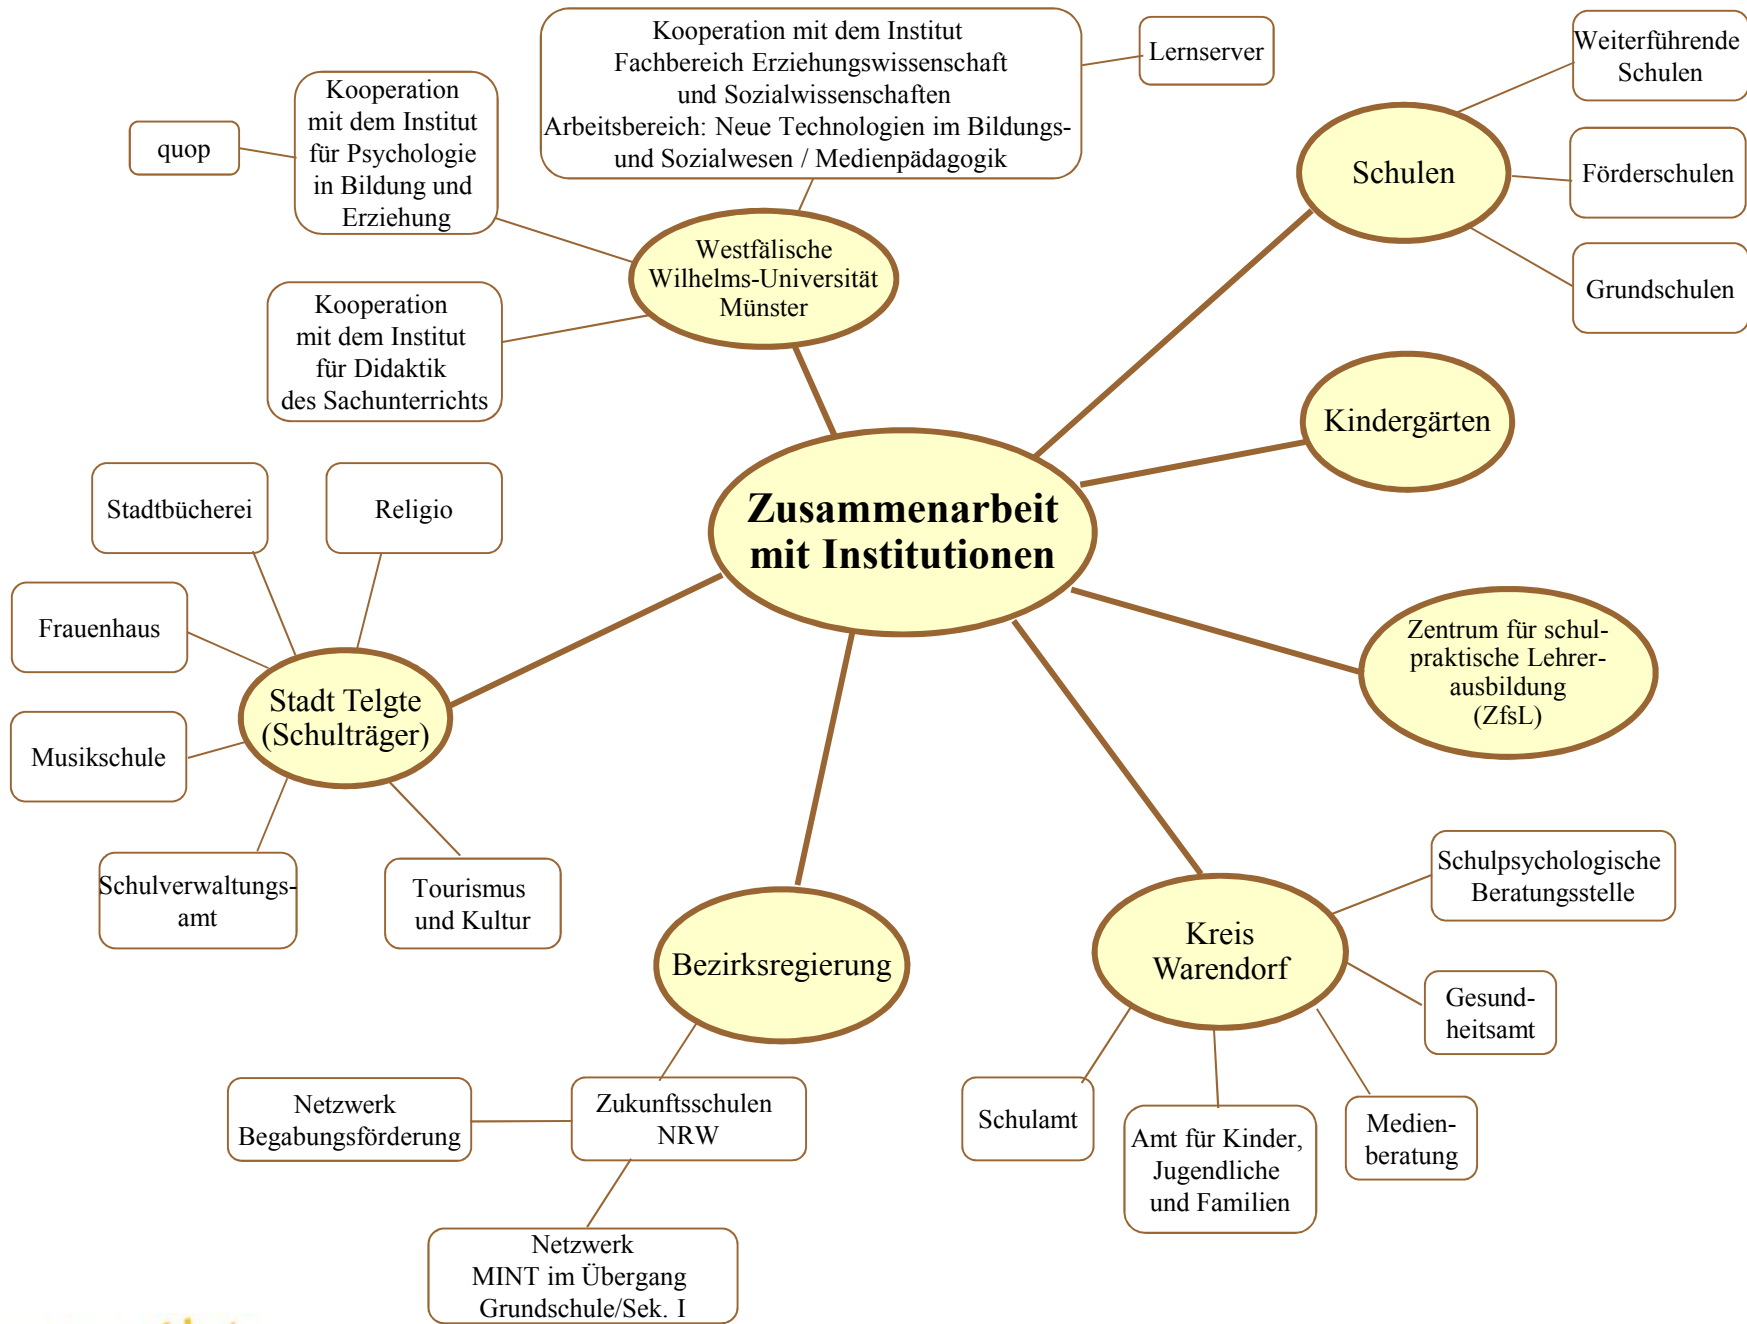 Kooperation mit dem Institut
Fachbereich Erziehungswissenschaft
und Sozialwissenschaften
Arbeitsbereich: Neue Technologien im Bildungs-
und Sozialwesen / Medienpädagogik
Lernserver
Weiterführende
Schulen
Kooperation
mit dem Institut
für Psychologie
in Bildung und
Erziehung
quop
Schulen
Förderschulen
Grundschulen
Westfälische
Wilhelms-Universität
Münster
Kooperation
mit dem Institut
für Didaktik
des Sachunterrichts
Kindergärten
Zusammenarbeit
mit Institutionen
Stadtbücherei
Religio
Frauenhaus
Musikschule
Stadt Telgte
(Schulträger)
Schulverwaltungs-
amt
Tourismus
und Kultur
Zentrum für schul-
praktische Lehrer-
ausbildung
(ZfsL)
Bezirksregierung
Kreis
Warendorf
Schulpsychologische
Beratungsstelle
Gesund-
heitsamt
Medien-
beratung
Amt für Kinder,
Jugendliche
und Familien
Schulamt
Zukunftsschulen
NRW
Netzwerk
Begabungsförderung
Netzwerk
MINT im Übergang
Grundschule/Sek. I